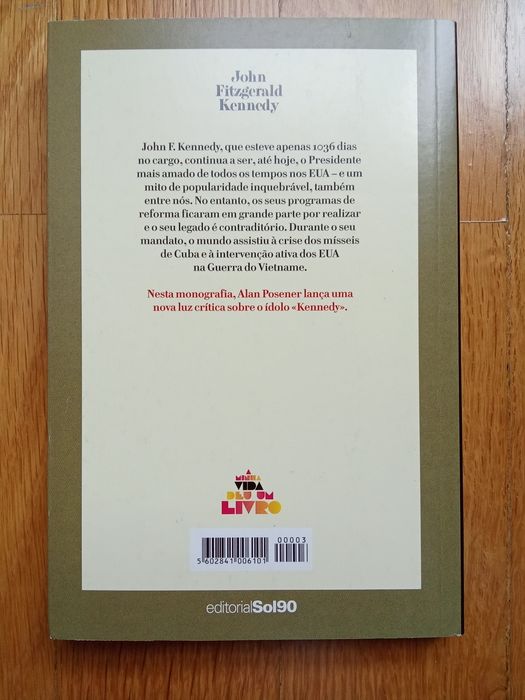 John
Fitzgerald
Kennedy
John F. Kennedy, que esteve apenas 1036 dias
no cargo, continua a ser, até hoje, o Presidente
mais amado de todos os tempos nos EUA – e um
mito de popularidade inquebrável, também
entre nós. No entanto, os seus programas de
reforma ficaram em grande parte por realizar
e o seu legado é contraditório. Durante o seu
mandato, o mundo assistiu à crise dos mísseis
de Cuba e à intervenção ativa dos EUA
na Guerra do Vietname.
Nesta monografia, Alan Posener lança uma
nova luz crítica sobre o ídolo «Kennedy».
A
MINHA
VIDA
DEU UM
LIVRO
00003
5 602841 006101
editorialSol90